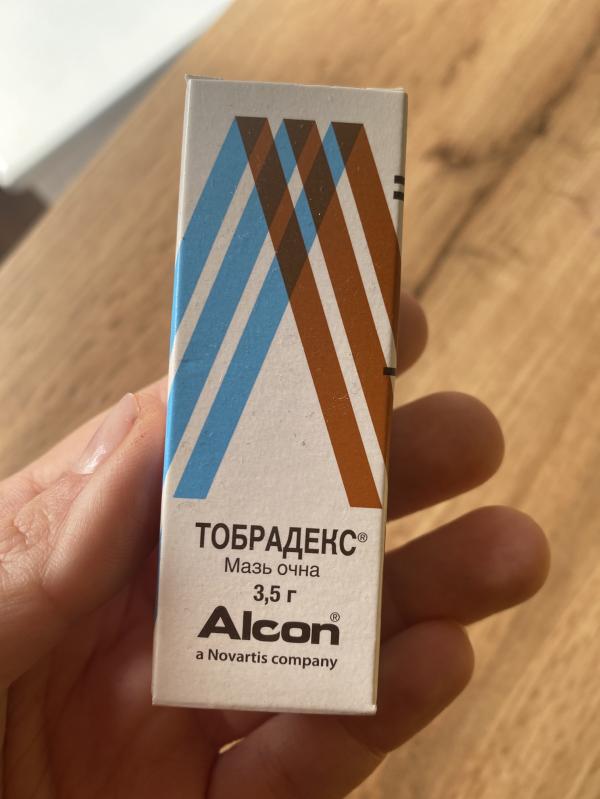 ТОБРАДЕКС®
Мазь очна
3,5 г
Alcon®
a Novartis company